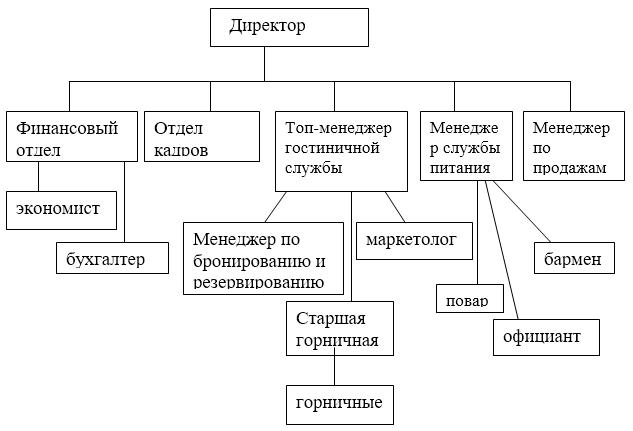 Директор
Финансовый
отдел
Отдел
кадров
Топ-менеджер
гостиничной
службы
Менедже
р службы
питания
Менеджер
по
продажам
экономист
бухгалтер
Менеджер по
бронированию и
резервированию
маркетолог
бармен
повар
Старшая
горничная
официант
горничные